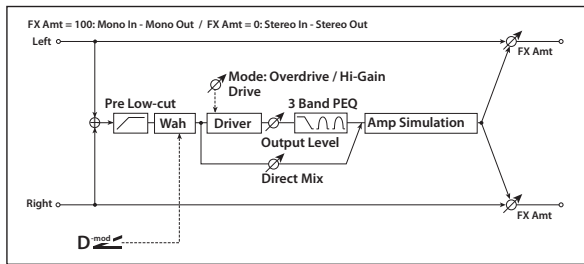 FX Amt = 100: Mono In - Mono Out / FX Amt = 0: Stereo In - Stereo Out
Left
FX Amt
Mode: Overdrive / Hi-Gain
Drive
Pre Low-cut
3 Band PEQ
Wah
Driver
Amp Simulation
Output Level
Direct Mix
Right
FX Amt
D-mod